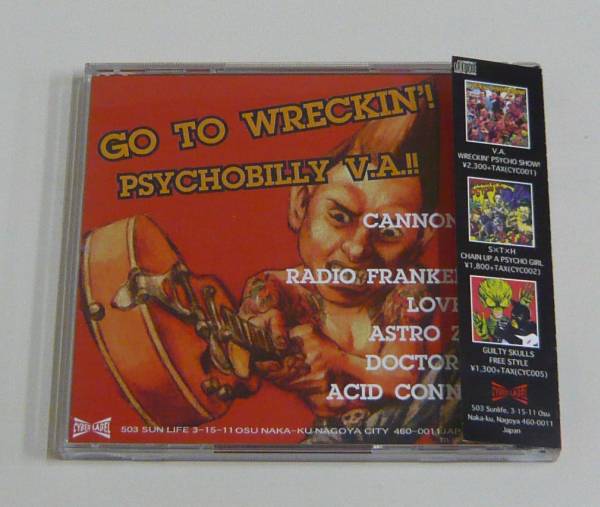 GO TO WRECKIN'!
PSYCHOBILLY V.A.!!
CANNON
RADIO FRANKE
LOVE
ASTRO Z
DOCTOR
ACID CONN
CYBER LABEL
503 SUN LIFE 3-15-11 OSU NAKA-KU NAGOYA CITY 460-0011 JAP
V.A.
WRECKIN' PSYCHO SHOW!
¥2,300+TAX(CYC001)
S×T×H
CHAIN UP A PSYCHO GIRL
¥1,800+TAX(CYC002)
GUILTY SKULLS
FREE STYLE
¥1,300+TAX(CYC005)
CYBER LABEL
503 Sunlife, 3-15-11 Osu
Naka-ku, Nagoya 460-0011
Japan